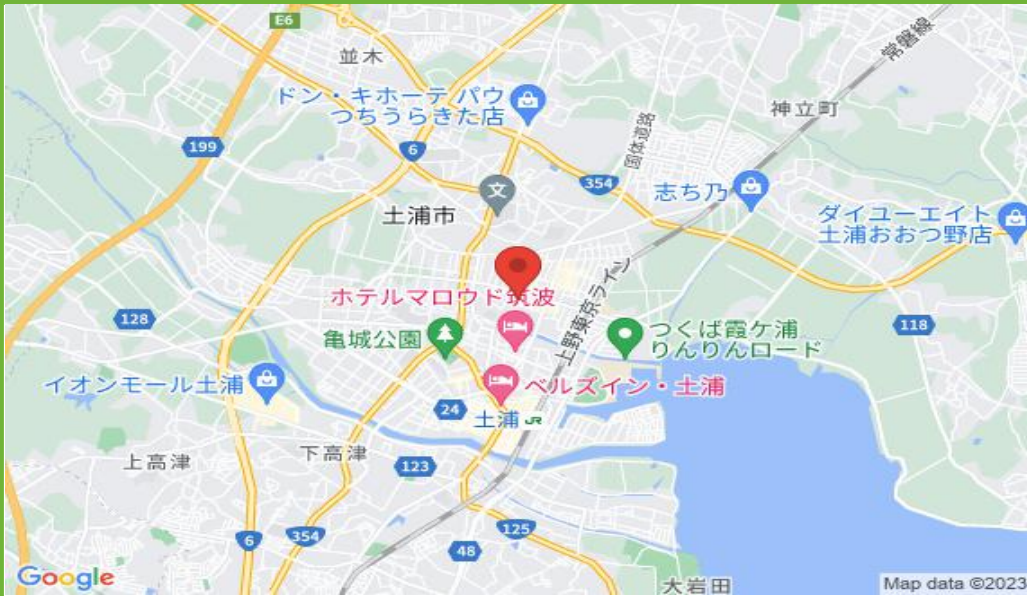 E6
並木
常磐線
ドン・キホーテ パウ
つちうらきた店
神立町
国体道路
6
199
354
志ち乃
土浦市
ダイユーエイト
土浦おおつ野店
上野東京ライン
ホテルマロウド筑波
128
118
亀城公園
つくば霞ケ浦
りんりんロード
イオンモール土浦
ベルズイン・土浦
24
土浦 JR
上高津
下高津
123
6
354
125
48
大岩田
Google
Map data ©2023